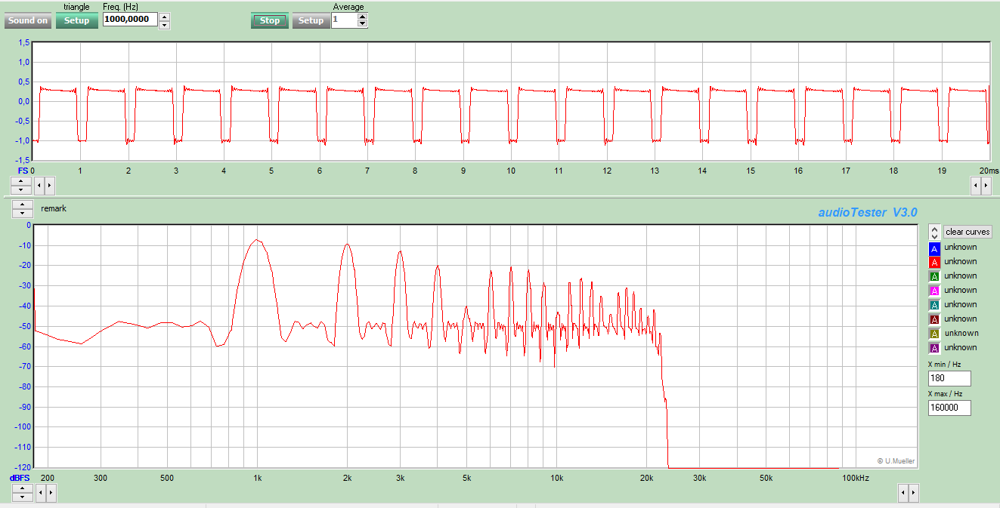 triangle Freq. (Hz) Average
Sound on Setup 1000,0000 Stop Setup 1
1,5
1,0
0,5
0,0
-0,5
-1,0
-1,5
FS 0 1 2 3 4 5 6 7 8 9 10 11 12 13 14 15 16 17 18 19 20ms
remark
audioTester V3.0
0
-10
-20
-30
-40
-50
-60
-70
-80
-90
-100
-110
-120
© U.Mueller
dBFS 200 300 500 1k 2k 3k 5k 10k 20k 30k 50k 100kHz
clear curves
A unknown
A unknown
A unknown
A unknown
A unknown
A unknown
A unknown
A unknown
X min / Hz
180
X max / Hz
160000